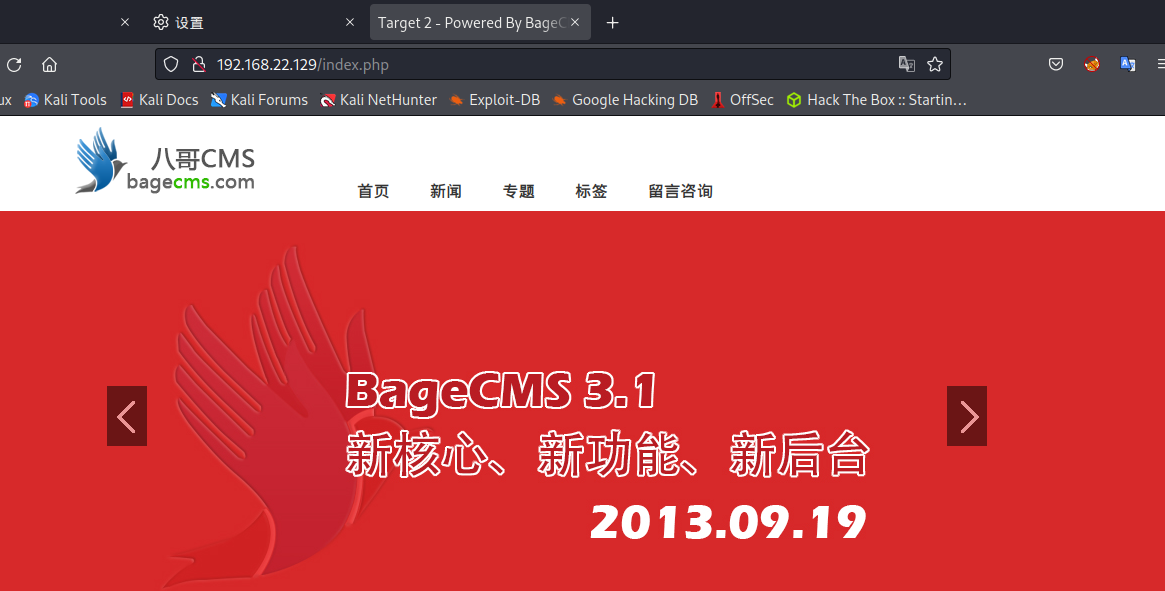 设置
Target 2 - Powered By BageC
192.168.22.129/index.php
ux Kali Tools Kali Docs Kali Forums Kali NetHunter Exploit-DB Google Hacking DB OffSec Hack The Box :: Startin…
八哥CMS
bagecms.com
首页 新闻 专题 标签 留言咨询
BageCMS 3.1
新核心、新功能、新后台
2013.09.19